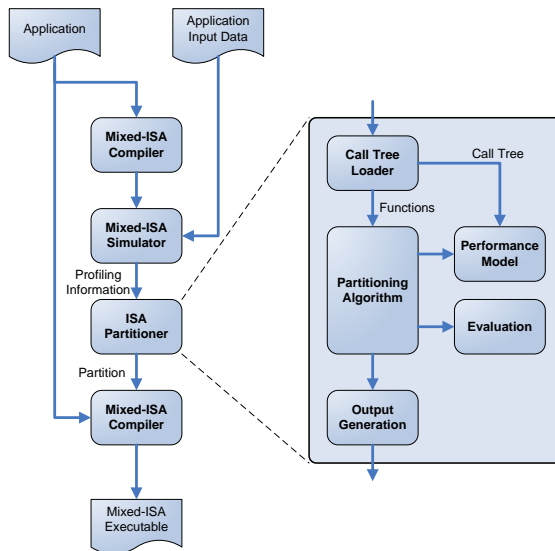 Application
Application
Input Data
Mixed-ISA
Compiler
Mixed-ISA
Simulator
Profiling
Information
ISA
Partitioner
Partition
Mixed-ISA
Compiler
Mixed-ISA
Executable
Call Tree
Loader
Call Tree
Functions
Partitioning
Algorithm
Performance
Model
Evaluation
Output
Generation